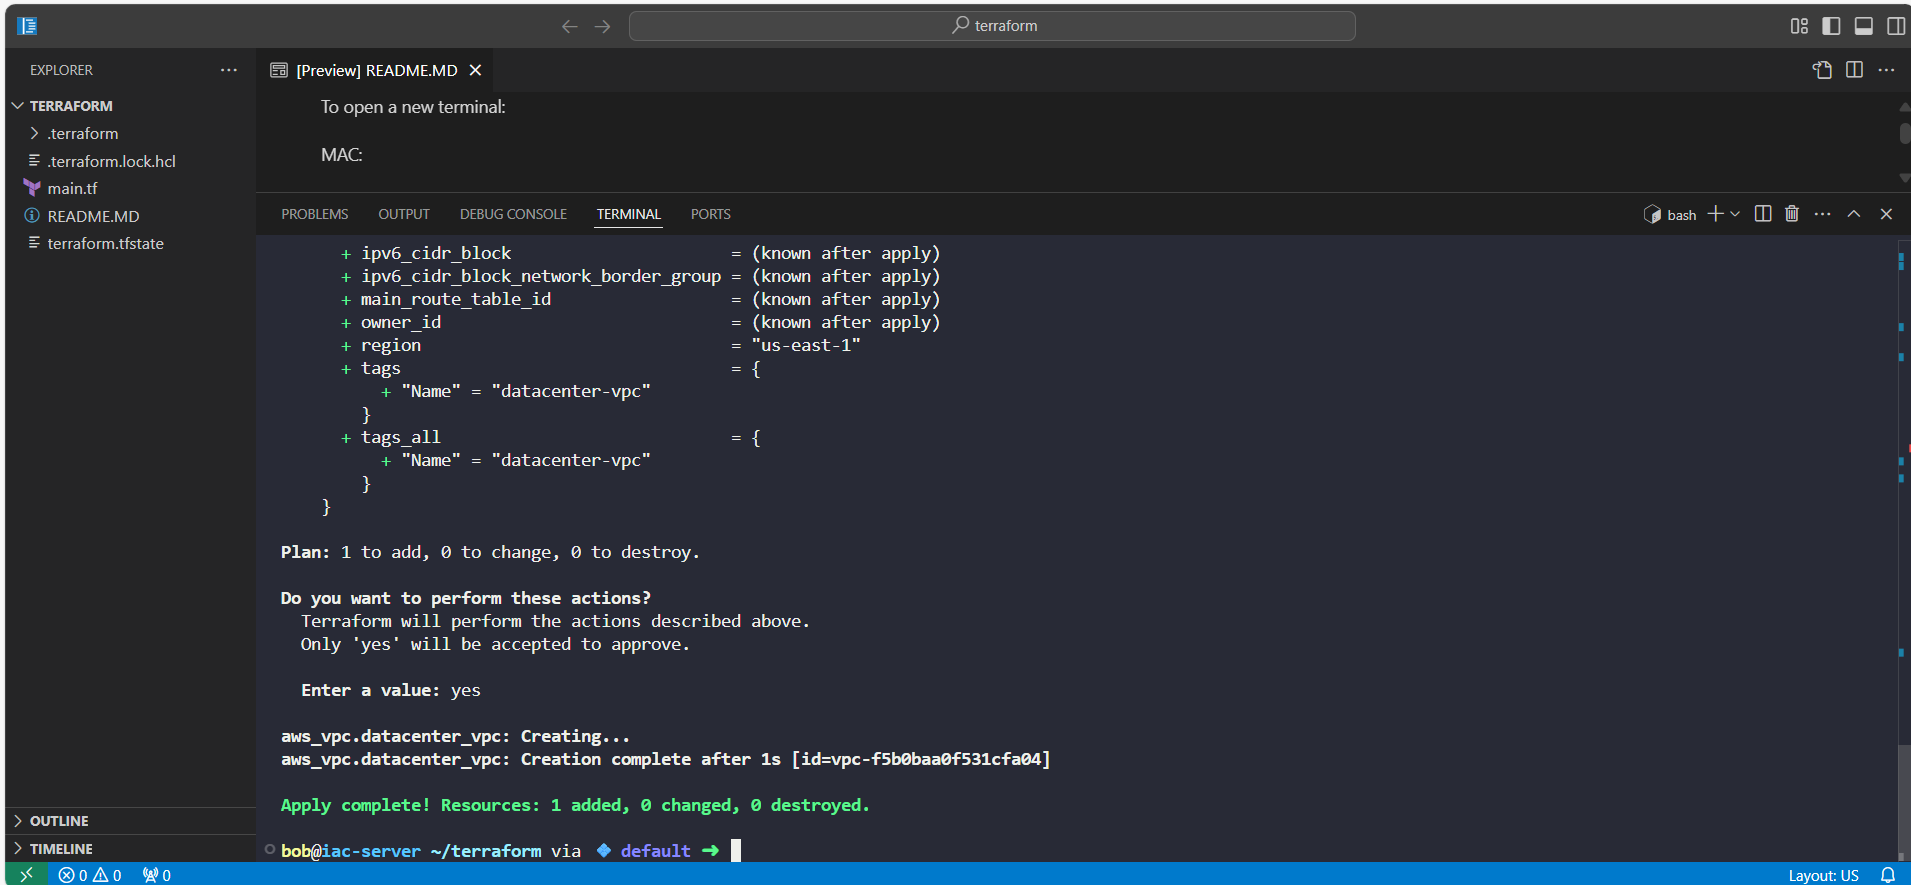 terraform
EXPLORER
TERRAFORM
.terraform
.terraform.lock.hcl
main.tf
README.MD
terraform.tfstate
OUTLINE
TIMELINE
[Preview] README.MD
To open a new terminal:
MAC:
PROBLEMS OUTPUT DEBUG CONSOLE TERMINAL PORTS
bash
+ ipv6_cidr_block = (known after apply)
+ ipv6_cidr_block_network_border_group = (known after apply)
+ main_route_table_id = (known after apply)
+ owner_id = (known after apply)
+ region = "us-east-1"
+ tags = {
+ "Name" = "datacenter-vpc"
}
+ tags_all = {
+ "Name" = "datacenter-vpc"
}
}
Plan: 1 to add, 0 to change, 0 to destroy.
Do you want to perform these actions?
Terraform will perform the actions described above.
Only 'yes' will be accepted to approve.
Enter a value: yes
aws_vpc.datacenter_vpc: Creating...
aws_vpc.datacenter_vpc: Creation complete after 1s [id=vpc-f5b0baa0f531cfa04]
Apply complete! Resources: 1 added, 0 changed, 0 destroyed.
bob@iac-server ~/terraform via default
0 0 0
Layout: US